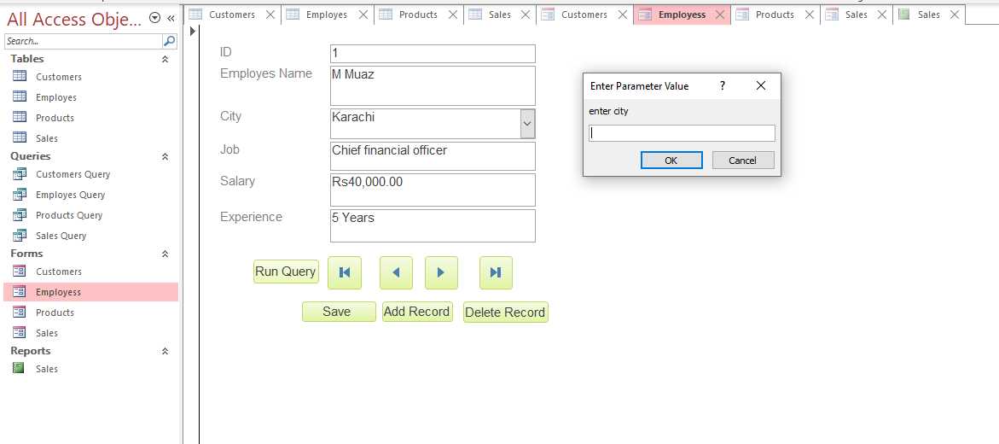 All Access Obje...
Search...
Tables
Customers
Employes
Products
Sales
Queries
Customers Query
Employes Query
Products Query
Sales Query
Forms
Customers
Employess
Products
Sales
Reports
Sales
Customers Employes Products Sales Customers Employess Products Sales Sales
ID 1
Employes Name M Muaz
City Karachi
Job Chief financial officer
Salary Rs40,000.00
Experience 5 Years
Run Query
Save Add Record Delete Record
Enter Parameter Value ?
enter city
OK Cancel